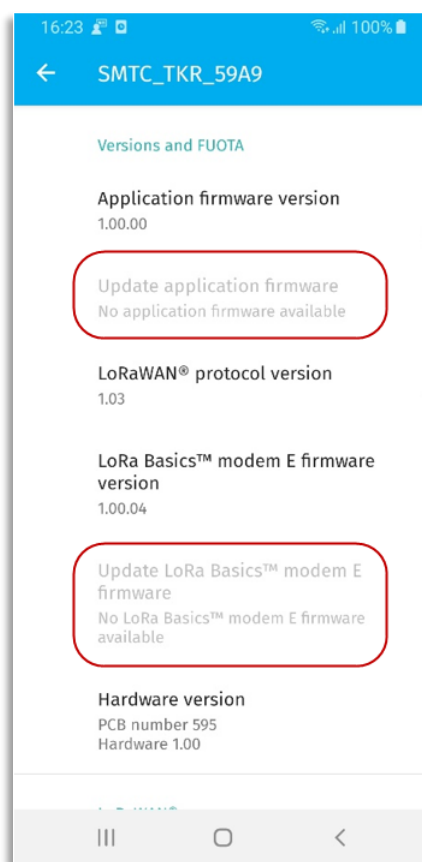 16:23 100%
SMTC_TKR_59A9
Versions and FUOTA
Application firmware version
1.00.00
Update application firmware
No application firmware available
LoRaWAN® protocol version
1.03
LoRa Basics™ modem E firmware
version
1.00.04
Update LoRa Basics™ modem E
firmware
No LoRa Basics™ modem E firmware
available
Hardware version
PCB number 595
Hardware 1.00